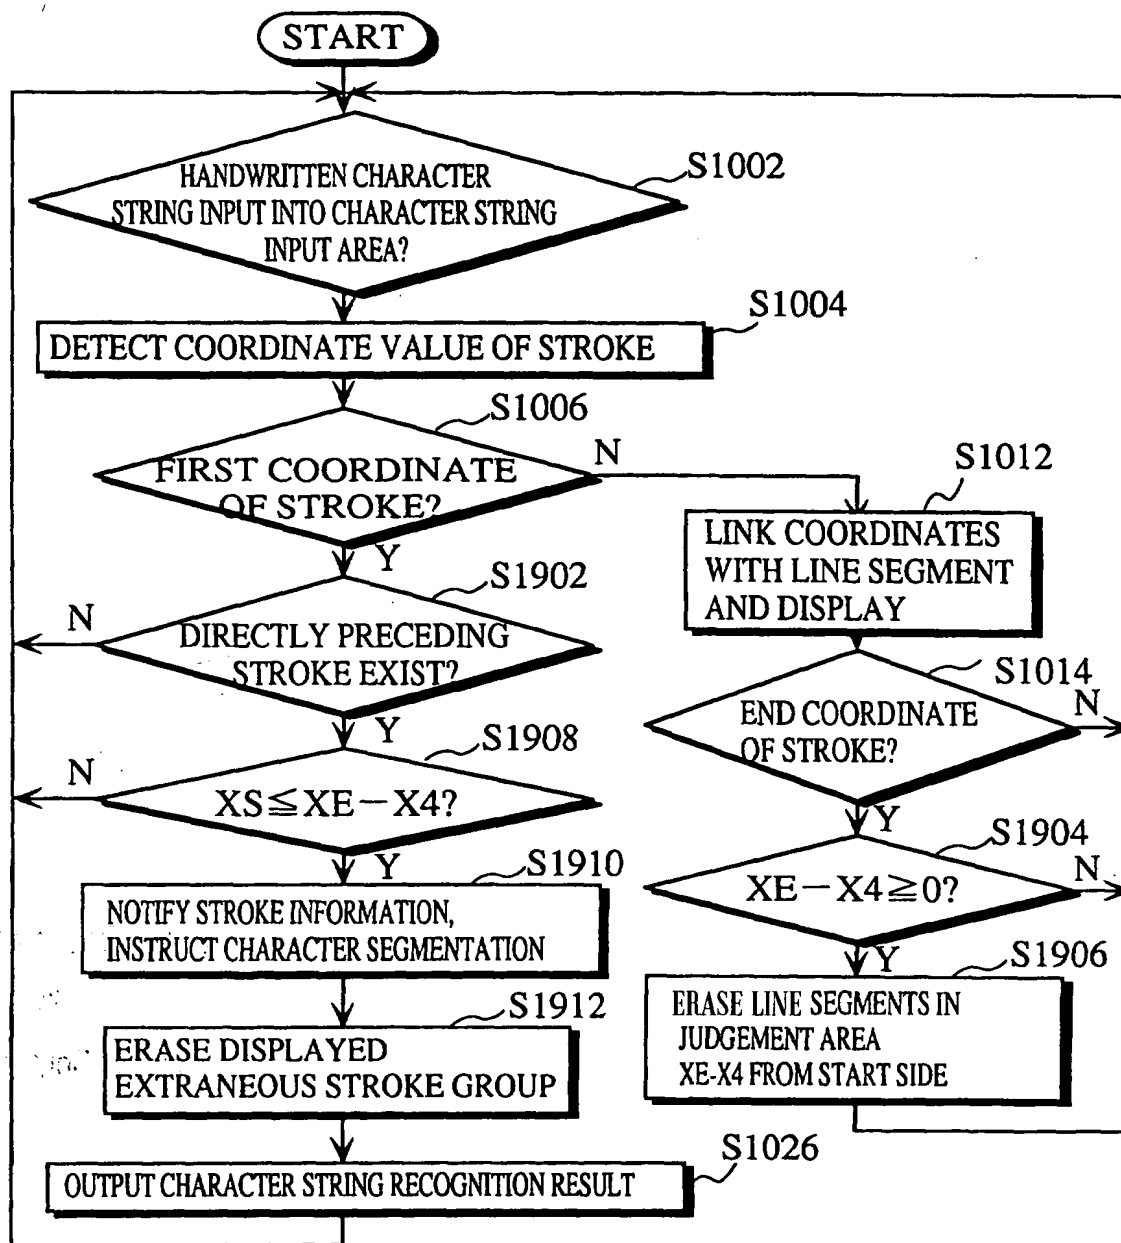 START
HANDWRITTEN CHARACTER
STRING INPUT INTO CHARACTER STRING
INPUT AREA?
S1002
DETECT COORDINATE VALUE OF STROKE
S1004
FIRST COORDINATE
OF STROKE?
S1006
N
Y
LINK COORDINATES
WITH LINE SEGMENT
AND DISPLAY
S1012
DIRECTLY PRECEDING
STROKE EXIST?
S1902
N
Y
END COORDINATE
OF STROKE?
S1014
N
Y
XS≦XE−X4?
S1908
N
Y
XE−X4≧0?
S1904
N
Y
NOTIFY STROKE INFORMATION,
INSTRUCT CHARACTER SEGMENTATION
S1910
ERASE LINE SEGMENTS IN
JUDGEMENT AREA
XE-X4 FROM START SIDE
S1906
ERASE DISPLAYED
EXTRANEOUS STROKE GROUP
S1912
OUTPUT CHARACTER STRING RECOGNITION RESULT
S1026